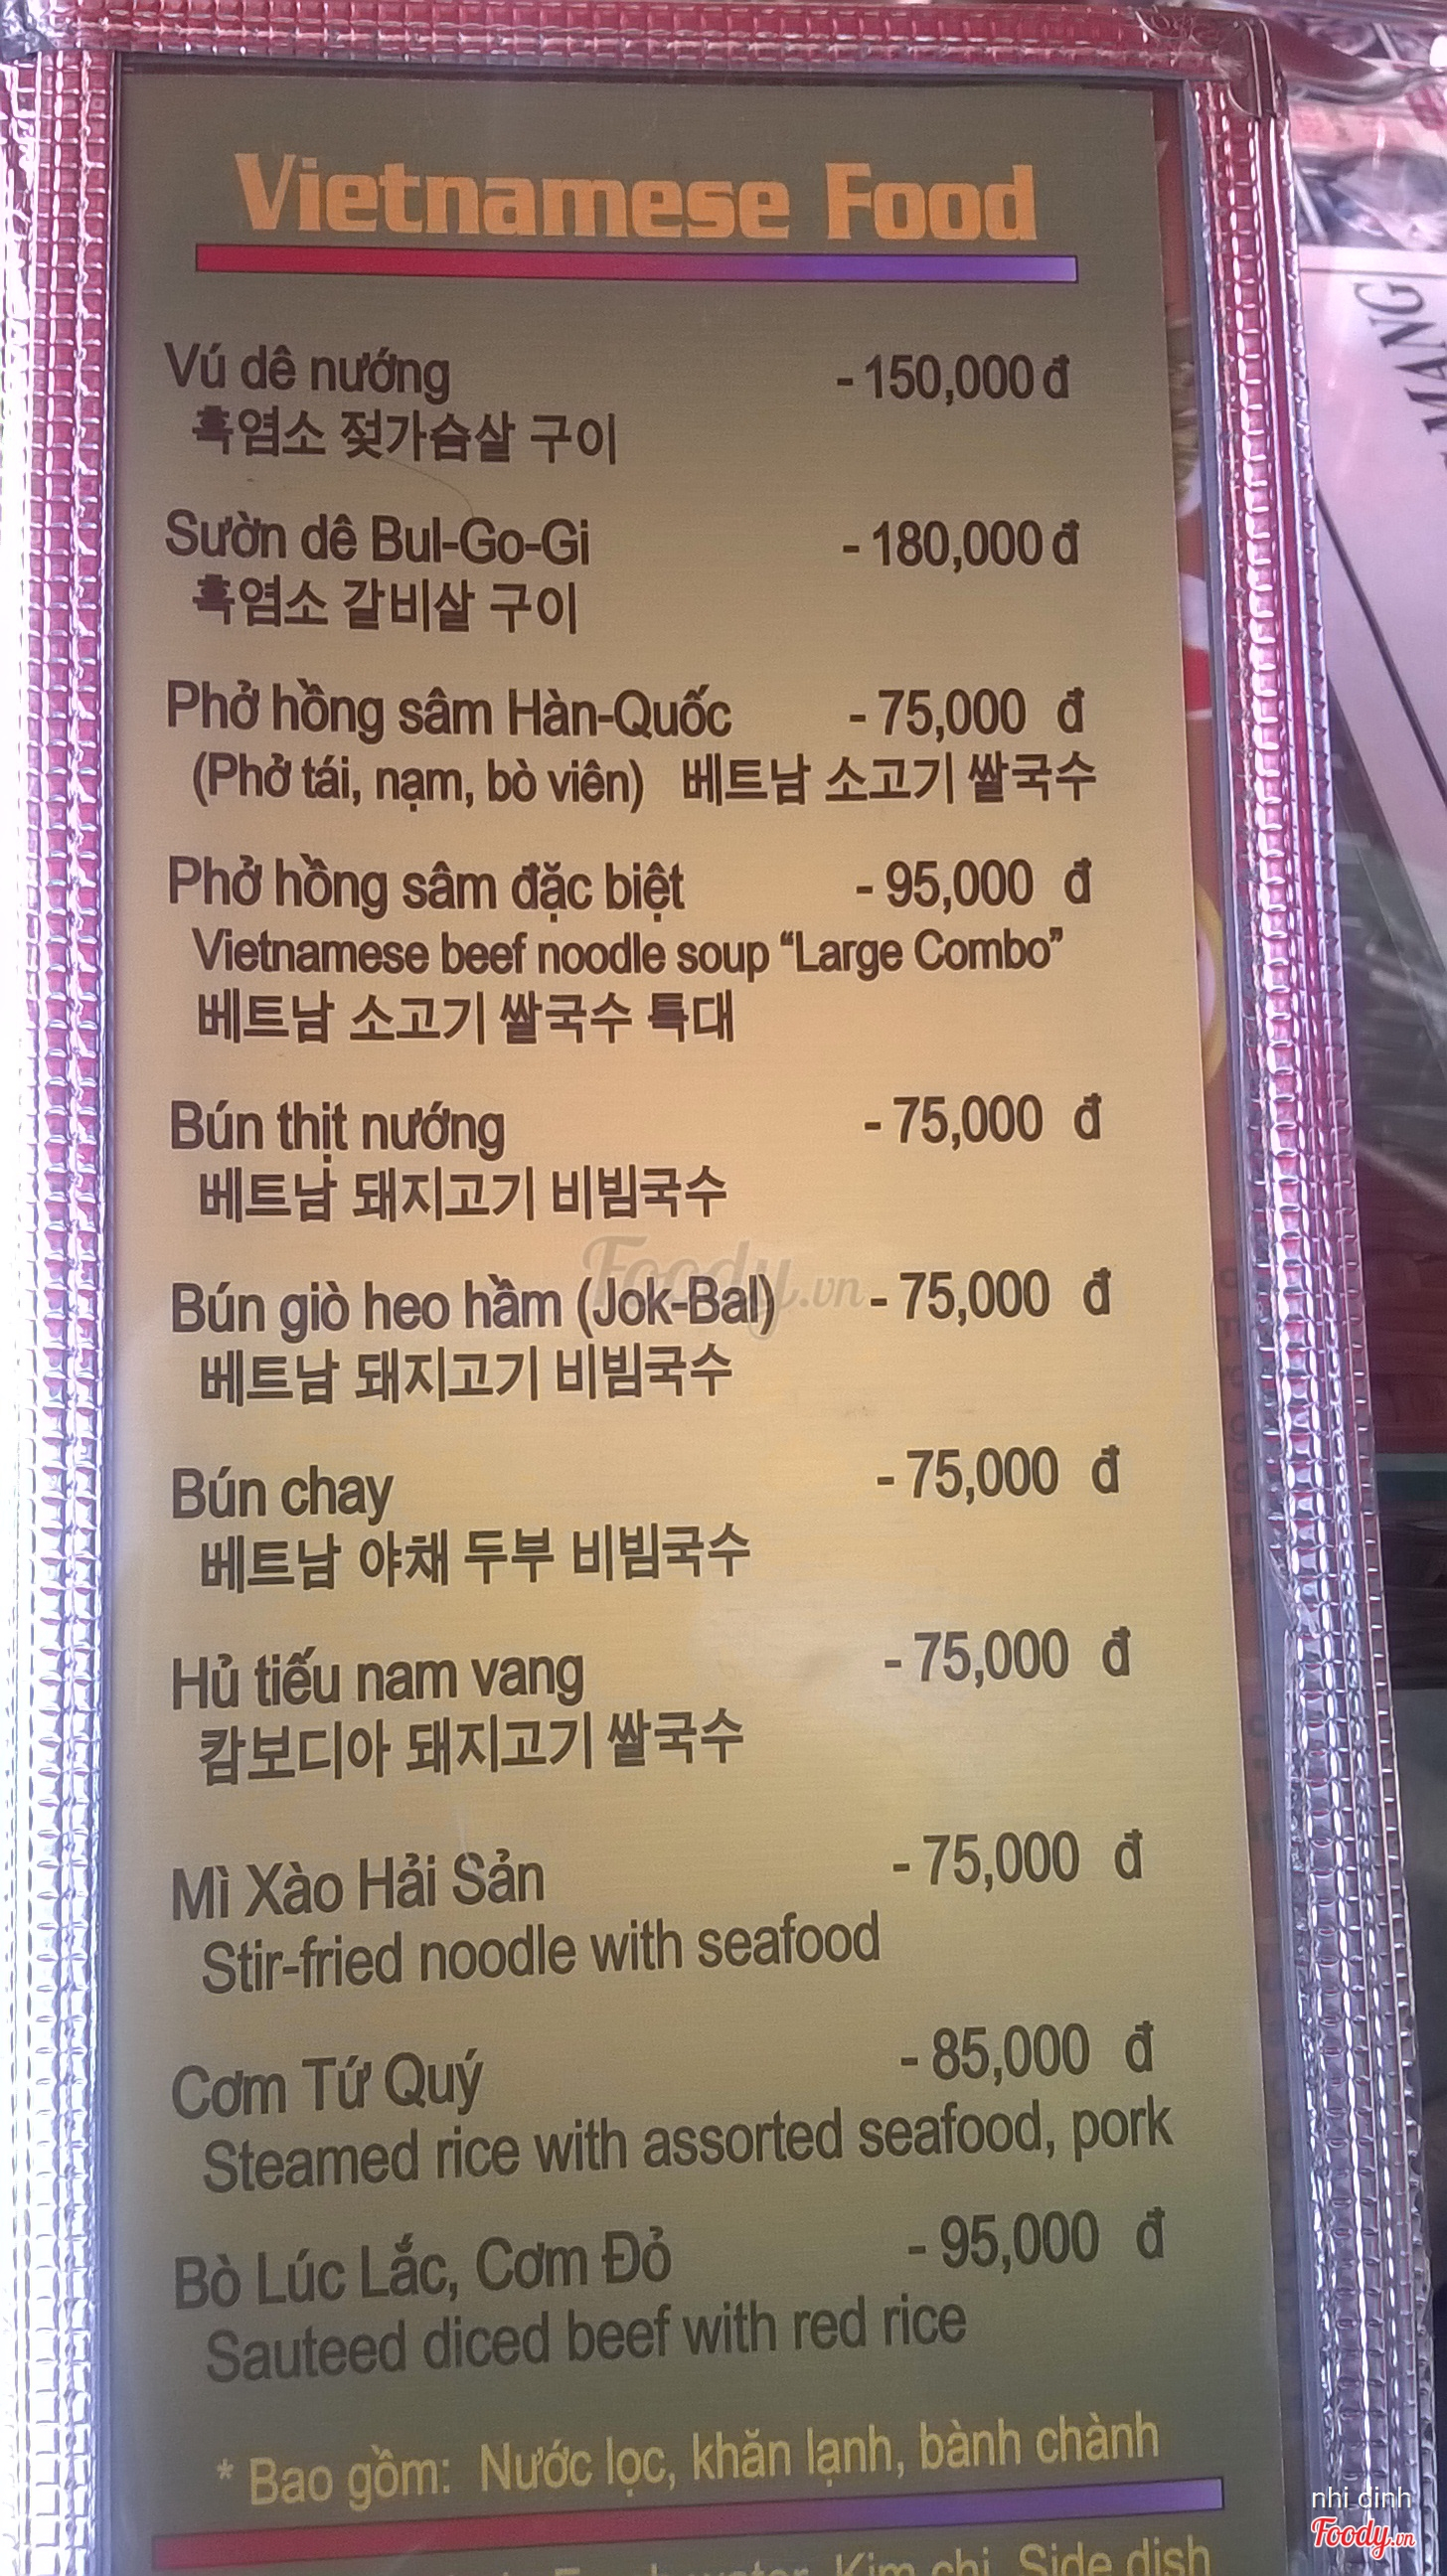 Vietnamese Food
Vú dê nướng - 150,000 đ
흑염소 젖가슴살 구이
Sườn dê Bul-Go-Gi - 180,000 đ
흑염소 갈비살 구이
Phở hồng sâm Hàn-Quốc - 75,000 đ
(Phở tái, nạm, bò viên) 베트남 소고기 쌀국수
Phở hồng sâm đặc biệt - 95,000 đ
Vietnamese beef noodle soup “Large Combo”
베트남 소고기 쌀국수 특대
Bún thịt nướng - 75,000 đ
베트남 돼지고기 비빔국수
Foody.vn
Bún giò heo hầm (Jok-Bal) - 75,000 đ
베트남 돼지고기 비빔국수
Bún chay - 75,000 đ
베트남 야채 두부 비빔국수
Hủ tiếu nam vang - 75,000 đ
캄보디아 돼지고기 쌀국수
Mì Xào Hải Sản - 75,000 đ
Stir-fried noodle with seafood
Cơm Tứ Quý - 85,000 đ
Steamed rice with assorted seafood, pork
Bò Lúc Lắc, Cơm Đỏ - 95,000 đ
Sauteed diced beef with red rice
* Bao gồm: Nước lọc, khăn lạnh, bành chành
Kim chi, Side dish
MANG
nhi dinh
Foody.vn